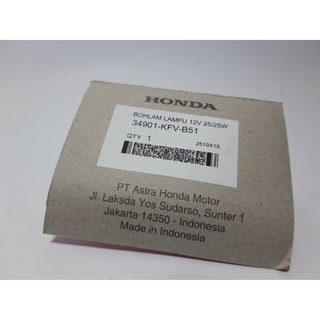 HONDA
BOHLAM LAMPU 12V 25/25W
34901-KFV-B51
QTY 1
2519X19
PT Astra Honda Motor
Jl. Laksda Yos Sudarso, Sunter 1
Jakarta 14350 - Indonesia
Made in Indonesia